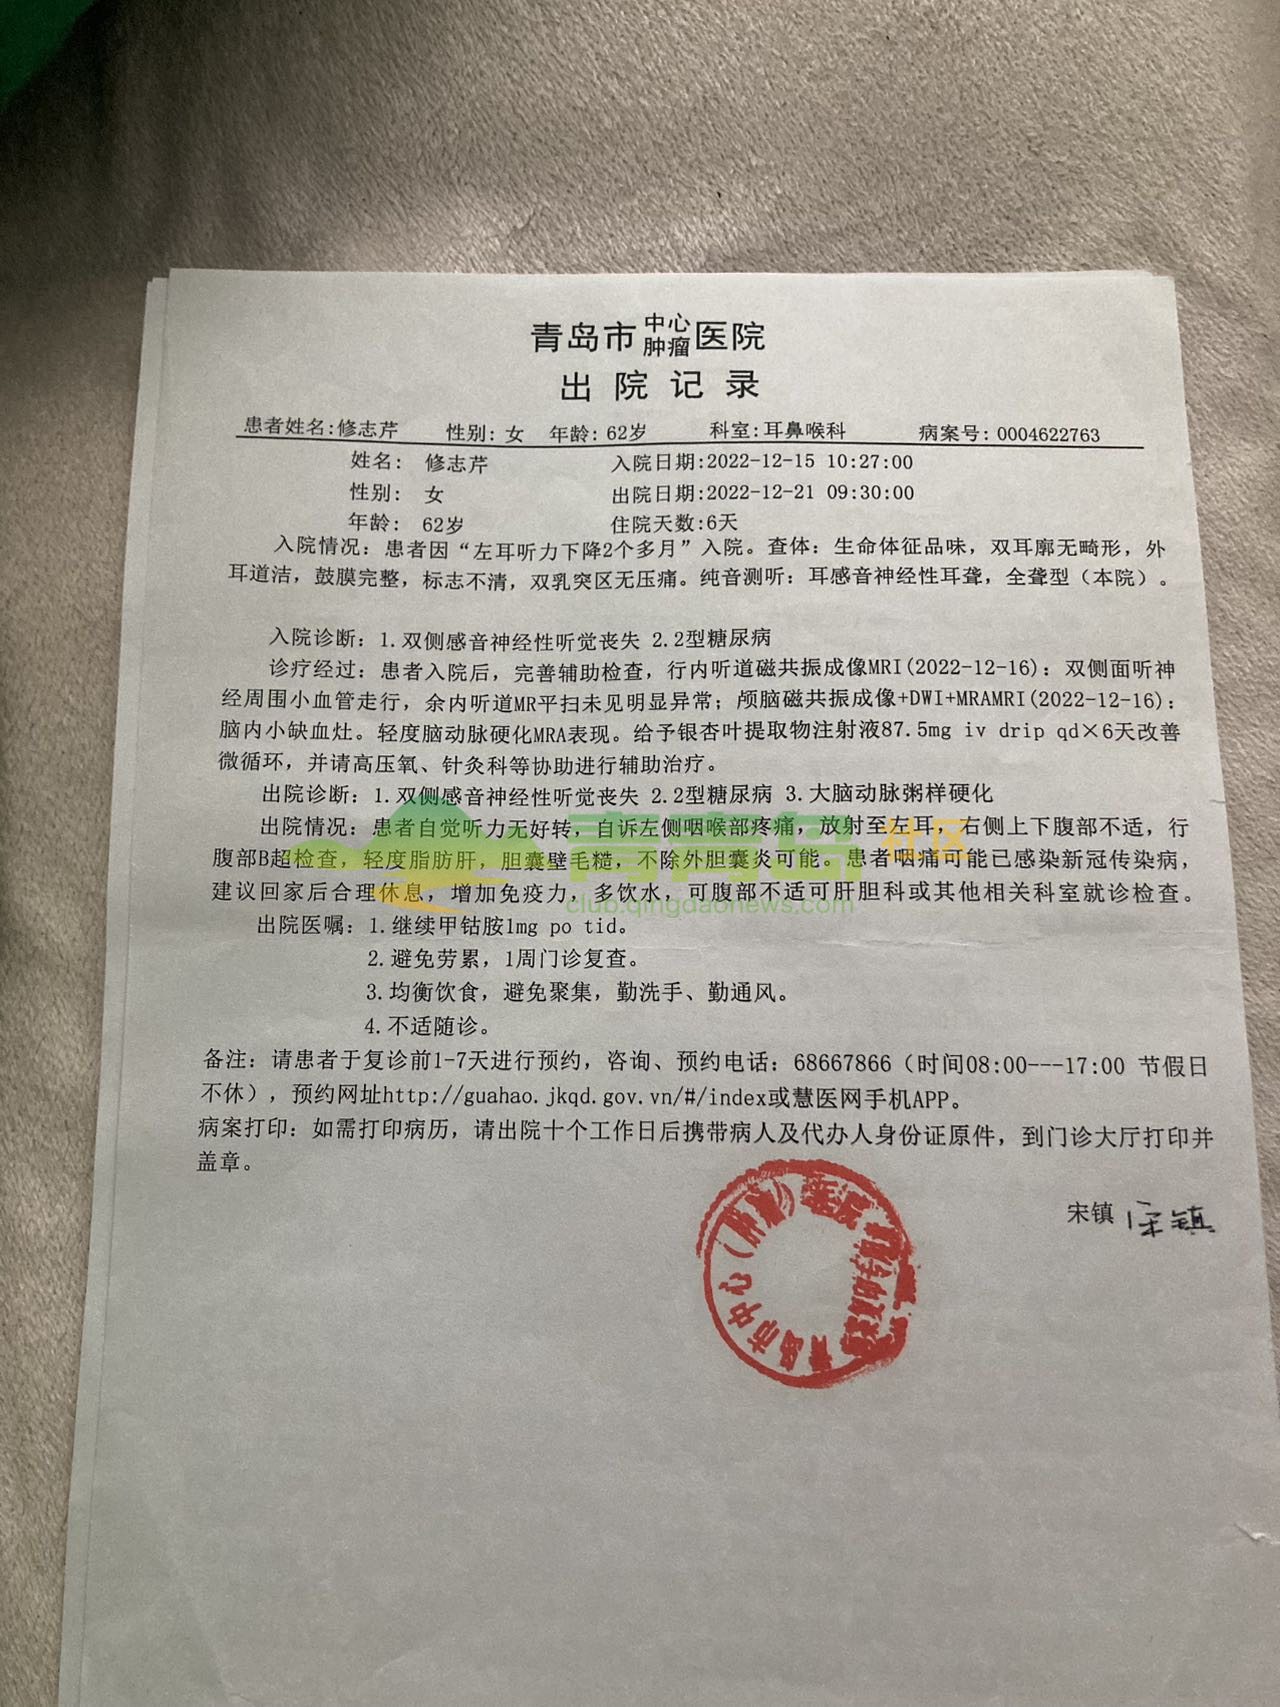 青岛市中心肿瘤医院
出院记录
患者姓名:修志芹 性别: 女 年龄: 62岁 科室:耳鼻喉科 病案号: 0004622763
姓名: 修志芹 入院日期:2022-12-15 10:27:00
性别: 女 出院日期:2022-12-21 09:30:00
年龄: 62岁 住院天数:6天
入院情况: 患者因“左耳听力下降2个多月”入院。查体: 生命体征品味, 双耳廓无畸形, 外
耳道洁, 鼓膜完整, 标志不清, 双乳突区无压痛。纯音测听: 耳感音神经性耳聋, 全聋型(本院)。
入院诊断: 1.双侧感音神经性听觉丧失 2.2型糖尿病
诊疗经过: 患者入院后, 完善辅助检查, 行内听道磁共振成像MRI(2022-12-16): 双侧面听神
经周围小血管走行, 余内听道MR平扫未见明显异常; 颅脑磁共振成像+DWI+MRAMRI(2022-12-16):
脑内小缺血灶。轻度脑动脉硬化MRA表现。给予银杏叶提取物注射液87.5mg iv drip qd×6天改善
微循环, 并请高压氧、针灸科等协助进行辅助治疗。
出院诊断: 1.双侧感音神经性听觉丧失 2.2型糖尿病 3.大脑动脉粥样硬化
出院情况: 患者自觉听力无好转, 自诉左侧咽喉部疼痛, 放射至左耳, 右侧上下腹部不适, 行
腹部B超检查, 轻度脂肪肝, 胆囊壁毛糙, 不除外胆囊炎可能。患者咽痛可能已感染新冠传染病,
建议回家后合理休息, 增加免疫力, 多饮水, 可腹部不适可肝胆科或其他相关科室就诊检查。
出院医嘱: 1.继续甲钴胺1mg po tid。
2.避免劳累, 1周门诊复查。
3.均衡饮食, 避免聚集, 勤洗手、勤通风。
4.不适随诊。
备注: 请患者于复诊前1-7天进行预约, 咨询、预约电话: 68667866(时间08:00---17:00 节假日
不休), 预约网址http://guahao.jkqd.gov.vn/#/index或慧医网手机APP。
病案打印: 如需打印病历, 请出院十个工作日后携带病人及代办人身份证原件, 到门诊大厅打印并
盖章。
宋镇 宋镇
青岛市中心(肿瘤)
青青岛社区
club.qingdaonews.com